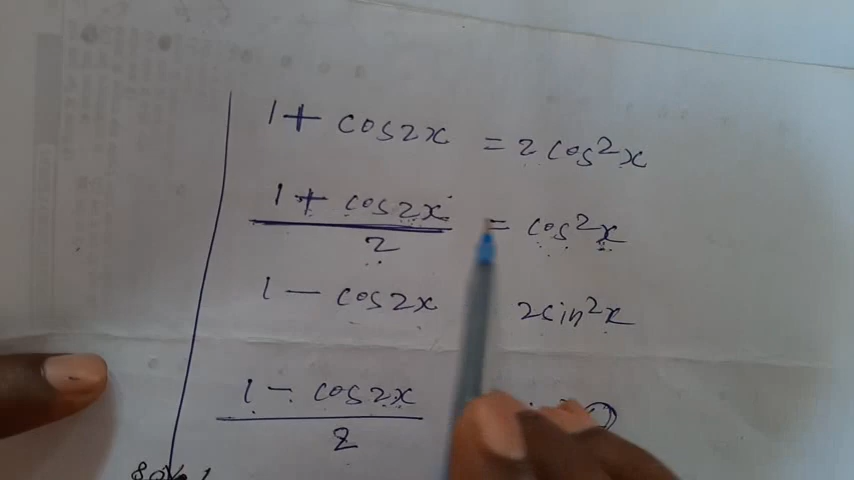 1 + cos2x = 2cos²x
1 + cos2x / 2 = cos²x
1 - cos2x 2sin²x
1 - cos2x / 2